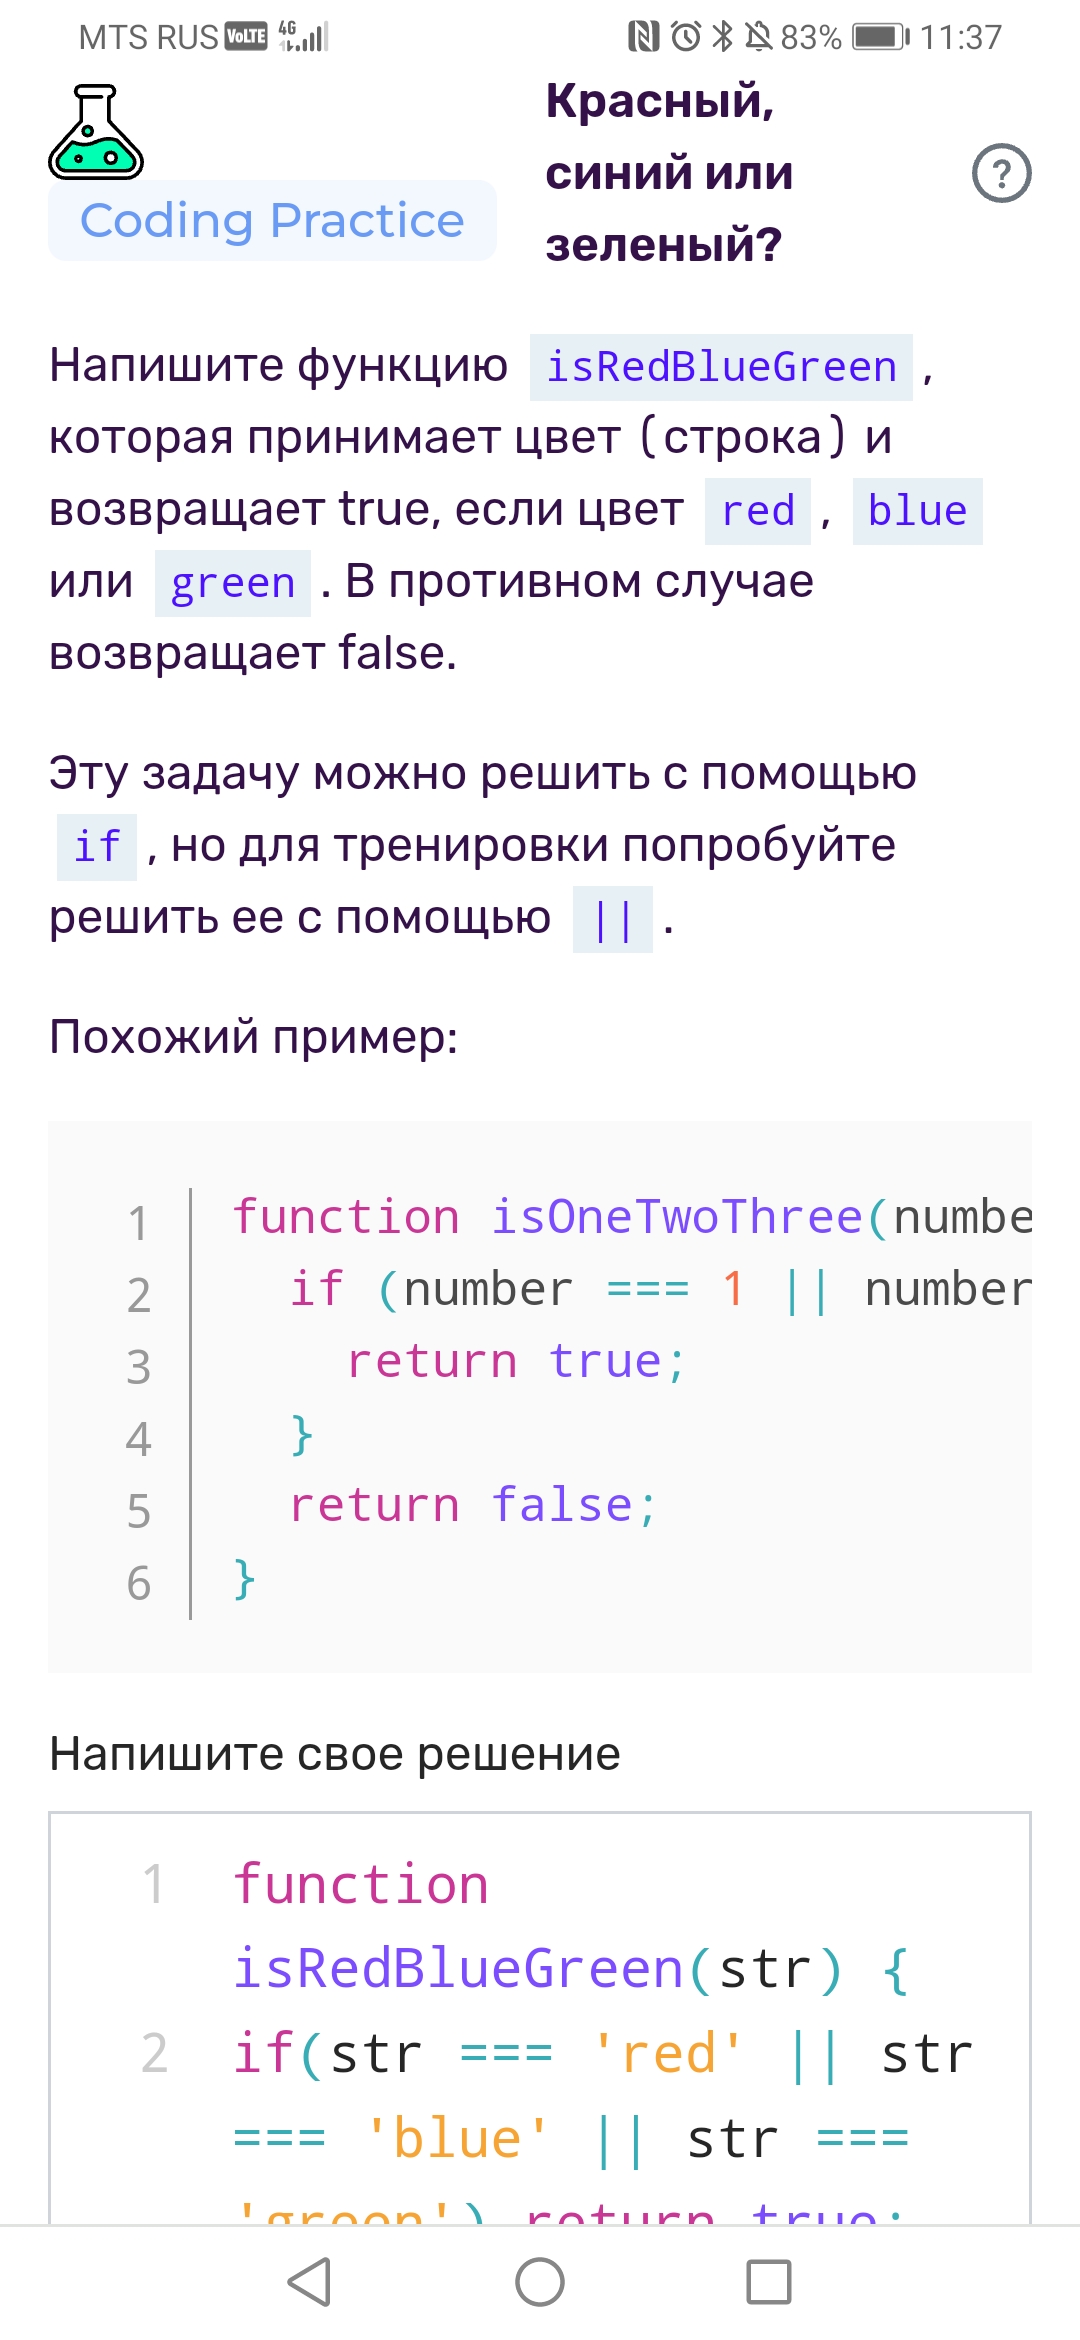 MTS RUS VoLTE 4G 83% 11:37
Красный,
синий или
зеленый?
?
Coding Practice
Напишите функцию isRedBlueGreen ,
которая принимает цвет (строка) и
возвращает true, если цвет red , blue
или green . В противном случае
возвращает false.
Эту задачу можно решить с помощью
if , но для тренировки попробуйте
решить ее с помощью || .
Похожий пример:
1 function isOneTwoThree(numbe
2 if (number === 1 || number
3 return true;
4 }
5 return false;
6 }
Напишите свое решение
1 function
isRedBlueGreen(str) {
2 if(str === 'red' || str
=== 'blue' || str ===
'green') return true;